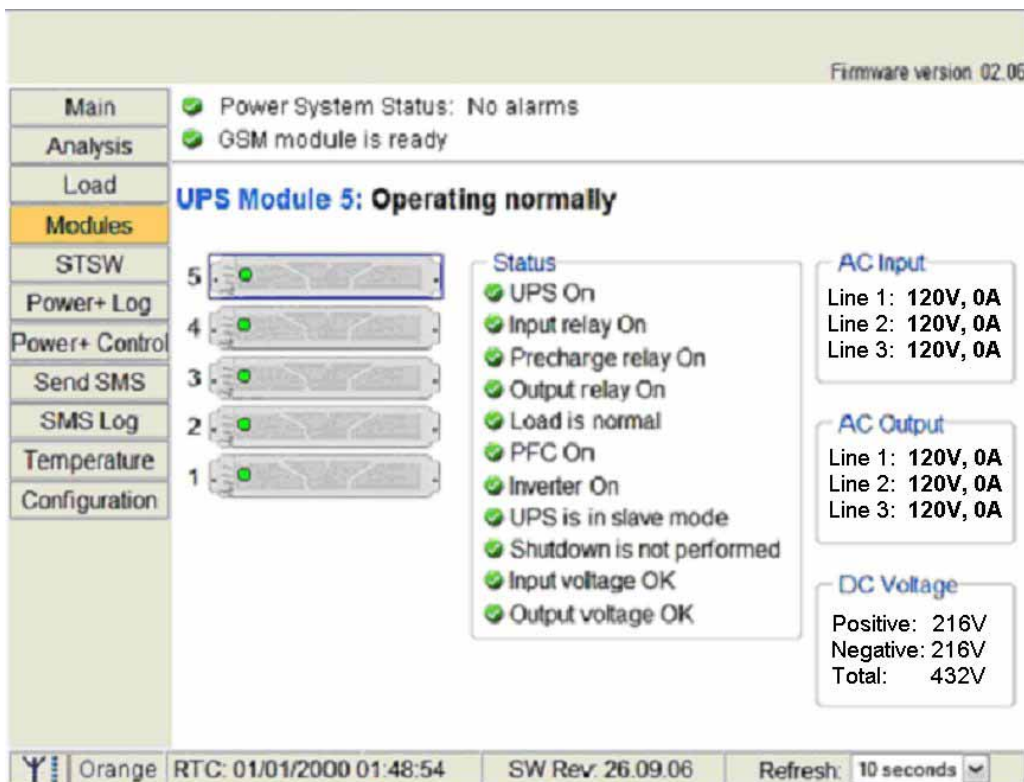 Firmware version 02.06
Main
Analysis
Load
Modules
STSW
Power+ Log
Power+ Control
Send SMS
SMS Log
Temperature
Configuration
Power System Status: No alarms
GSM module is ready
UPS Module 5: Operating normally
5
4
3
2
1
Status
UPS On
Input relay On
Precharge relay On
Output relay On
Load is normal
PFC On
Inverter On
UPS is in slave mode
Shutdown is not performed
Input voltage OK
Output voltage OK
AC Input
Line 1: 120V, 0A
Line 2: 120V, 0A
Line 3: 120V, 0A
AC Output
Line 1: 120V, 0A
Line 2: 120V, 0A
Line 3: 120V, 0A
DC Voltage
Positive: 216V
Negative: 216V
Total: 432V
Orange RTC: 01/01/2000 01:48:54 SW Rev: 26.09.06 Refresh: 10 seconds